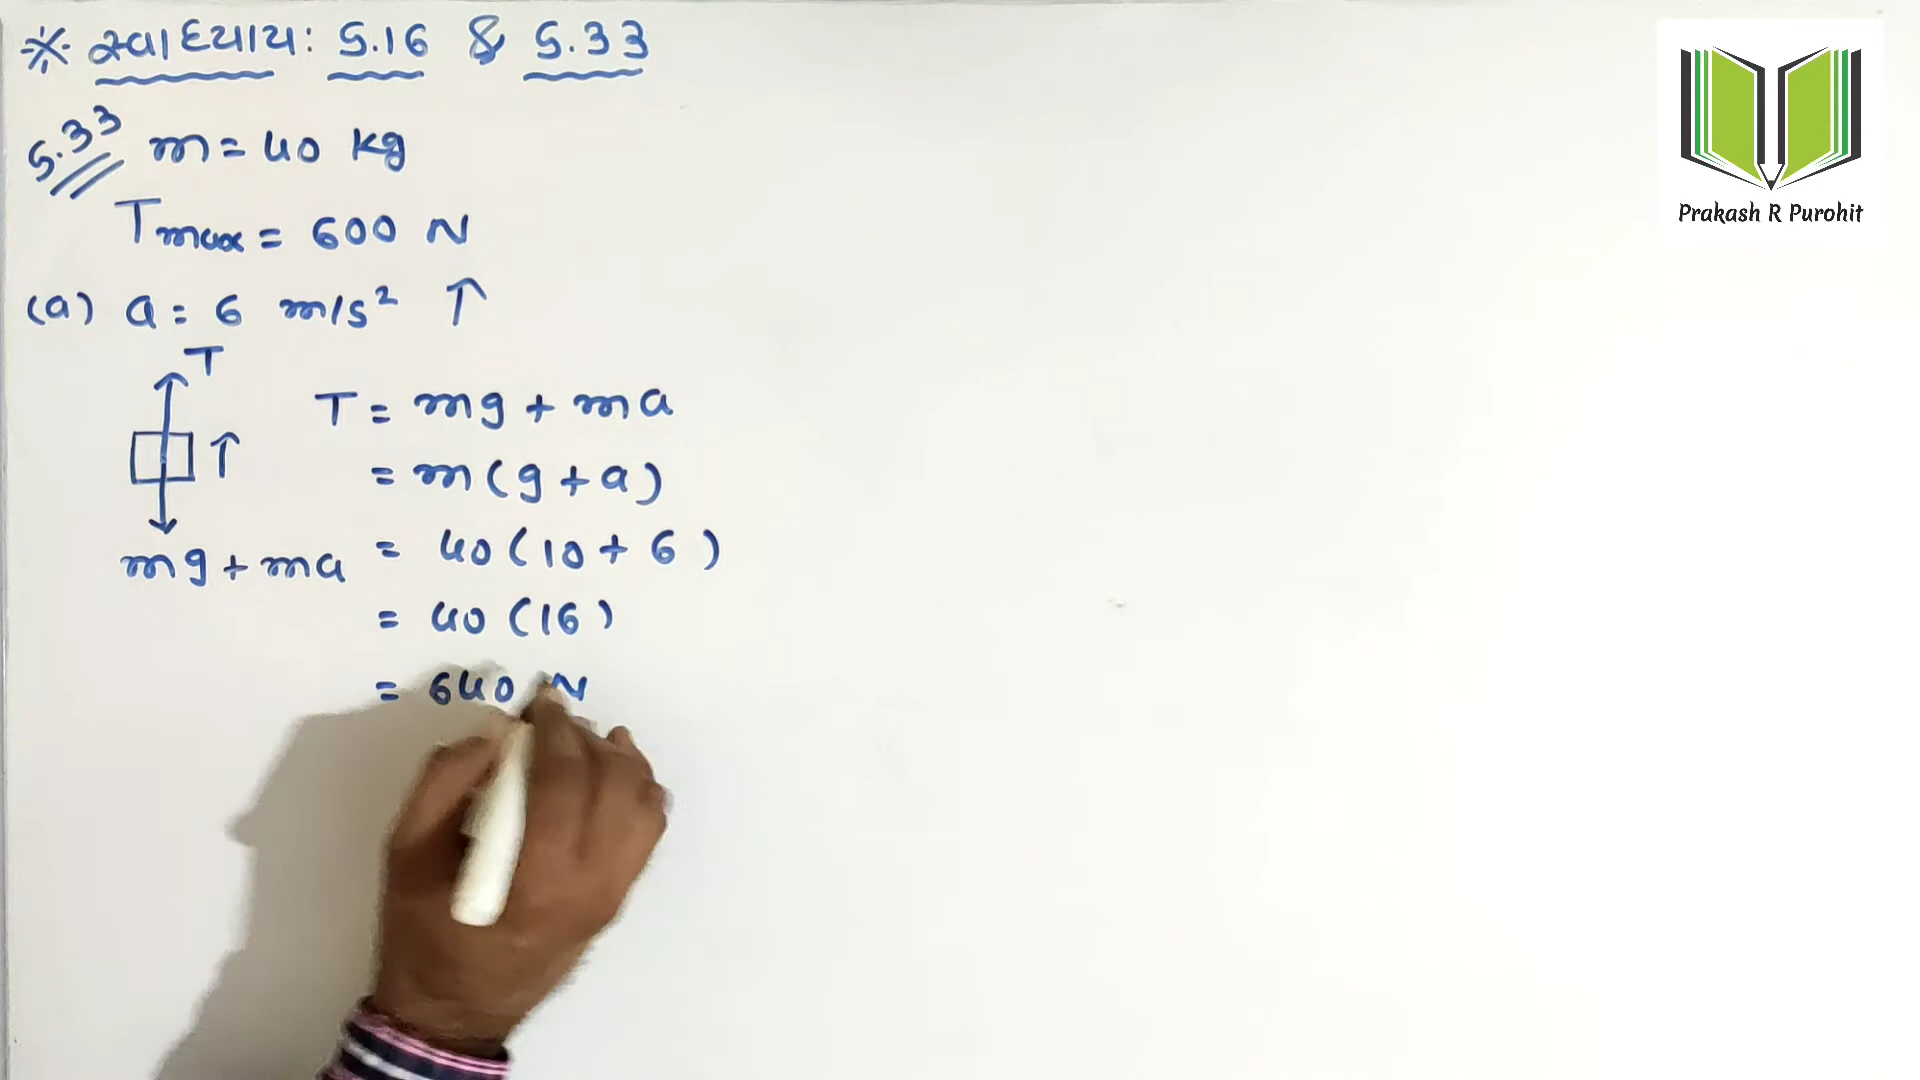 ※ સ્વાધ્યાય: 5.16 & 5.33
5.33 m = 40 kg
Tmax = 600 N
(a) a = 6 m/s² ↑
T
↑
mg + ma
T = mg + ma
= m(g + a)
= 40(10 + 6)
= 40(16)
= 640 N
Prakash R Purohit